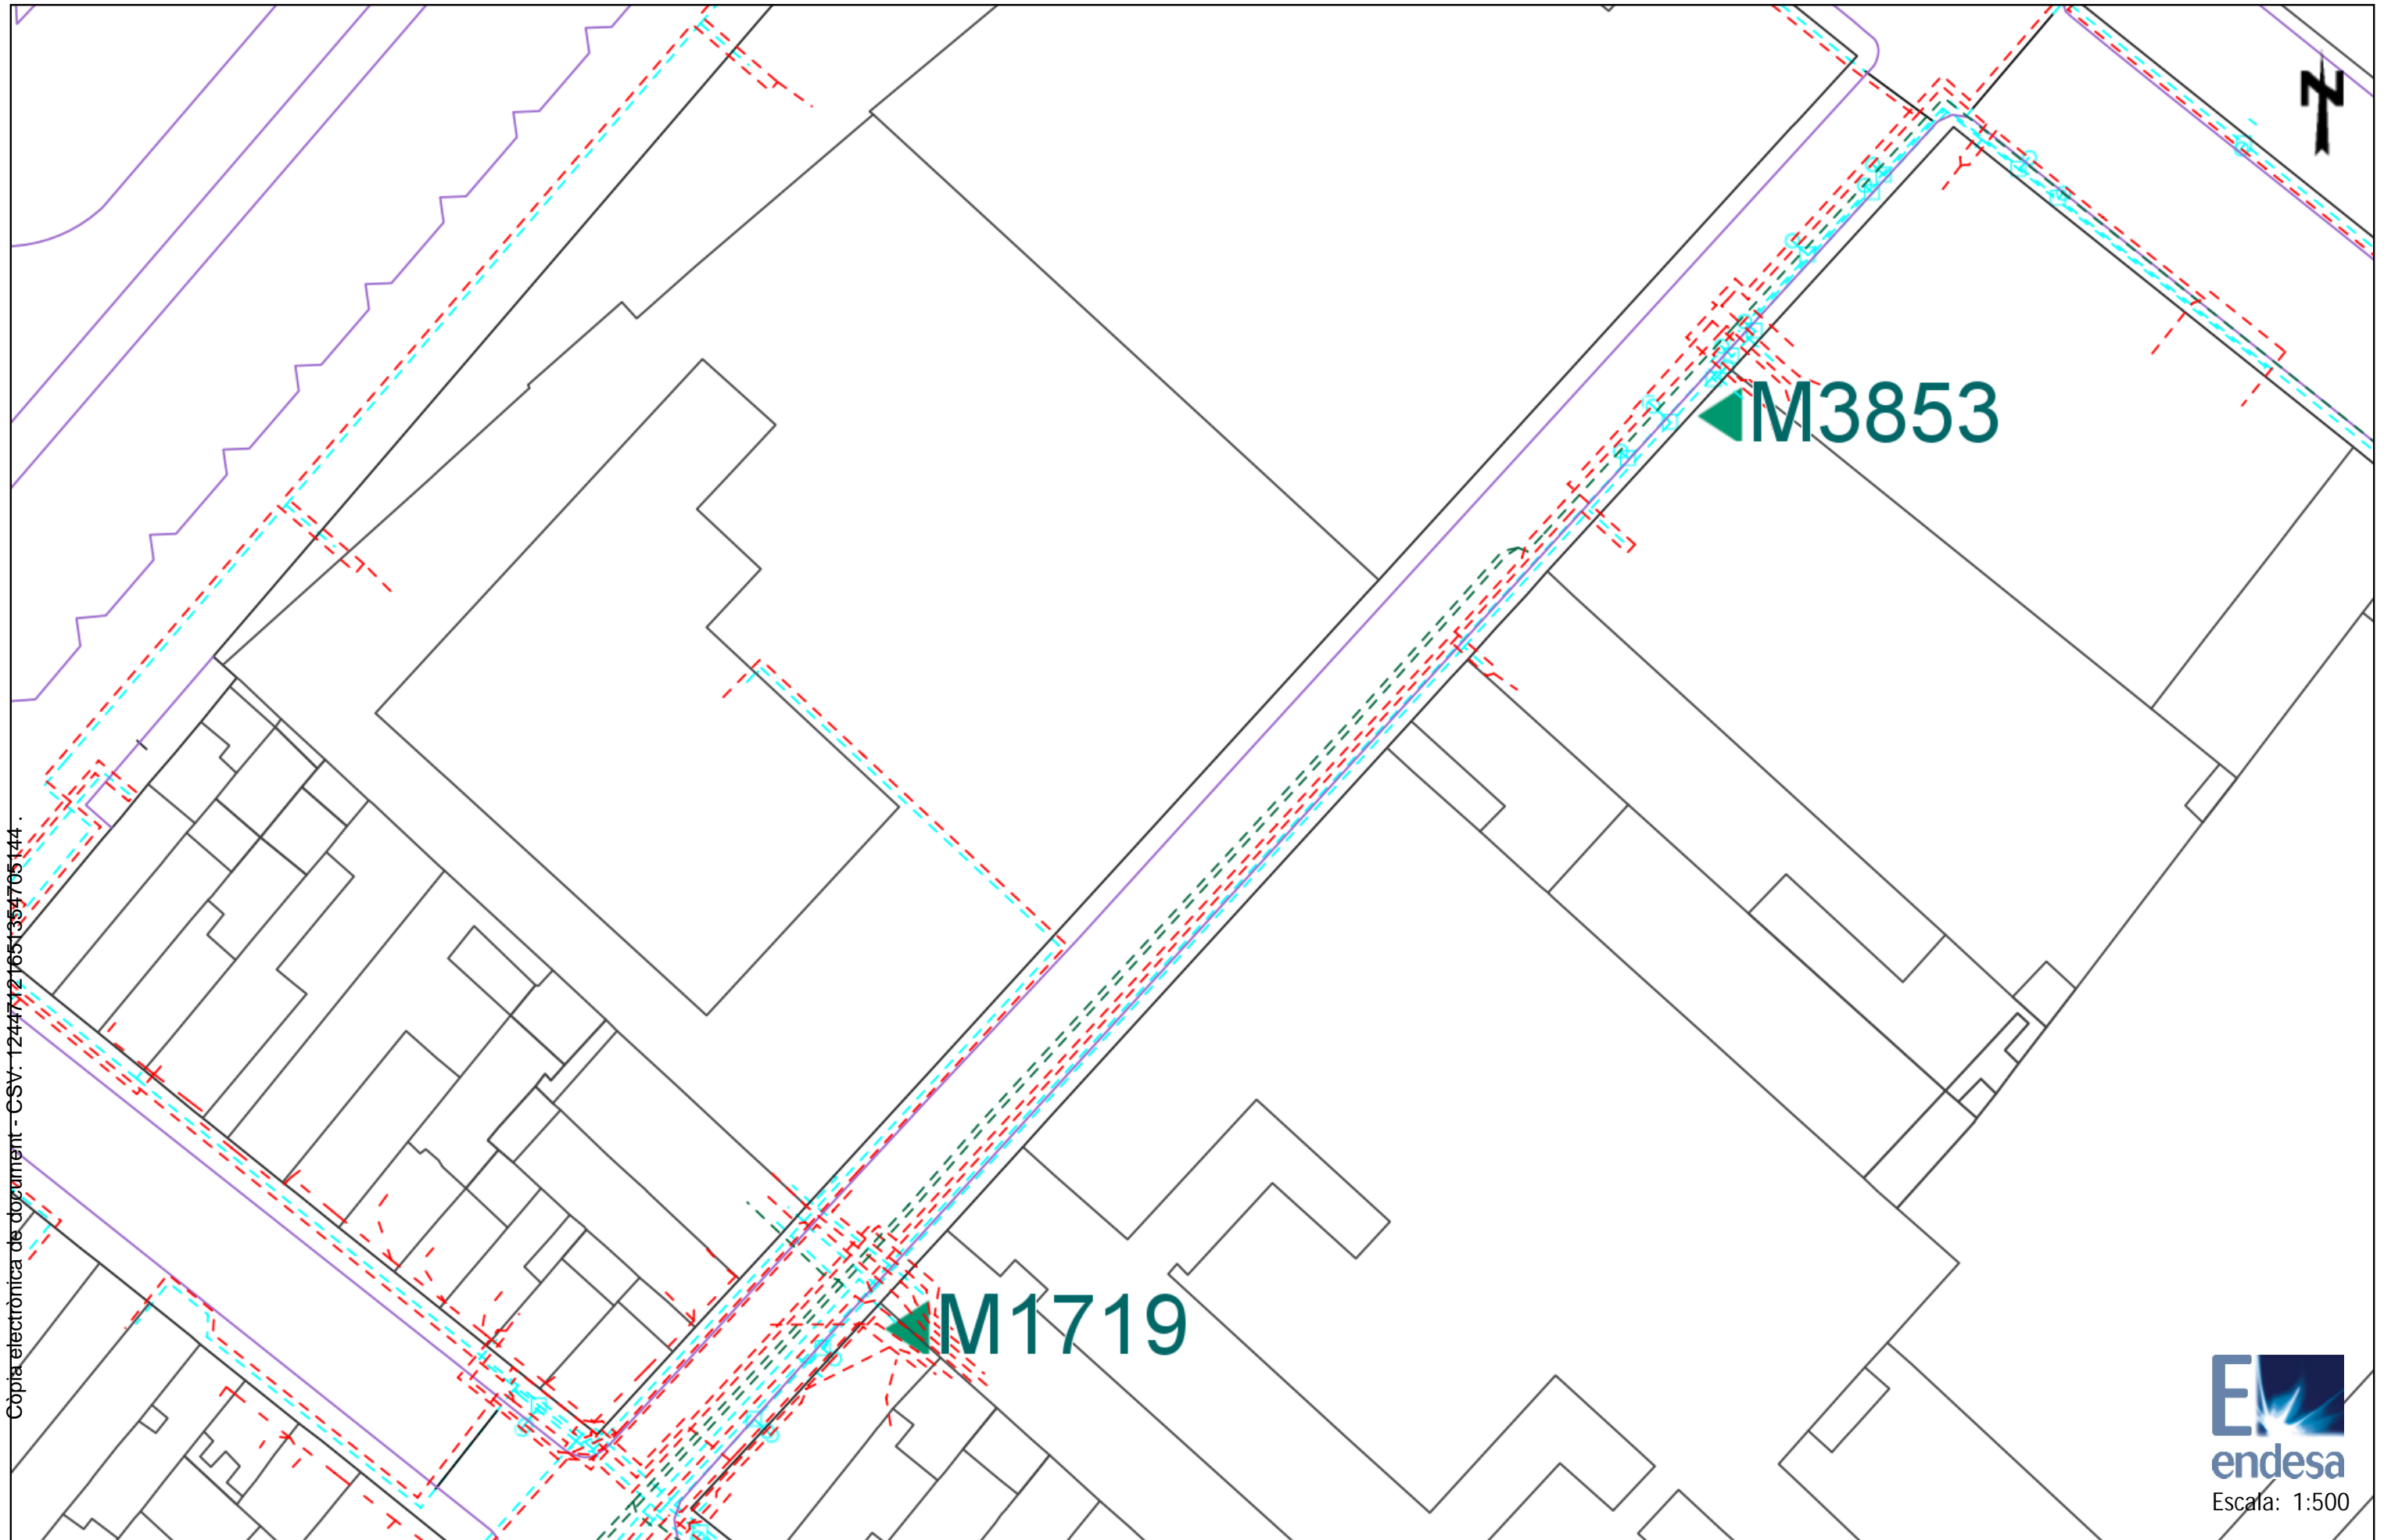 N
M3853
M1719
Còpia electrònica de document - CSV: 12447121651354705144 .
endesa
Escala: 1:500